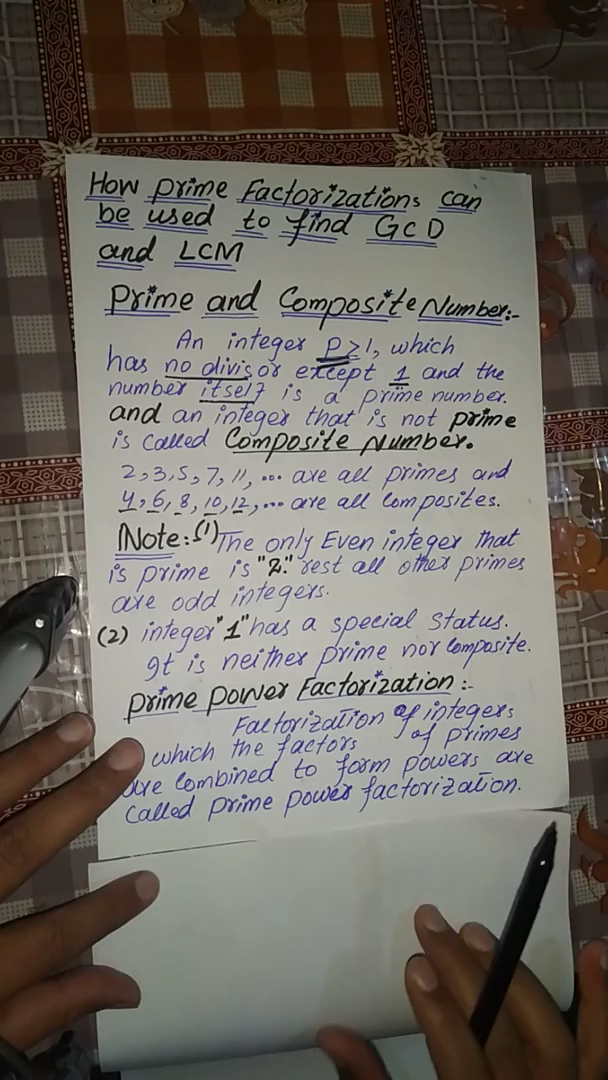 How prime Factorizations can
be used to find GCD
and LCM
Prime and Composite Number:-
An integer P≥1, which
has no divisor except 1 and the
number itself is a prime number.
and an integer that is not prime
is called Composite Number.
2,3,5,7,11,... are all primes and
4,6,8,10,12,... are all composites.
Note:-(1) The only Even integer that
is prime is "2." rest all other primes
are odd integers.
(2) integer "1" has a special status.
It is neither prime nor composite.
Prime Power Factorization:-
Factorization of integers
which the factors of primes
are combined to form powers are
called prime power factorization.